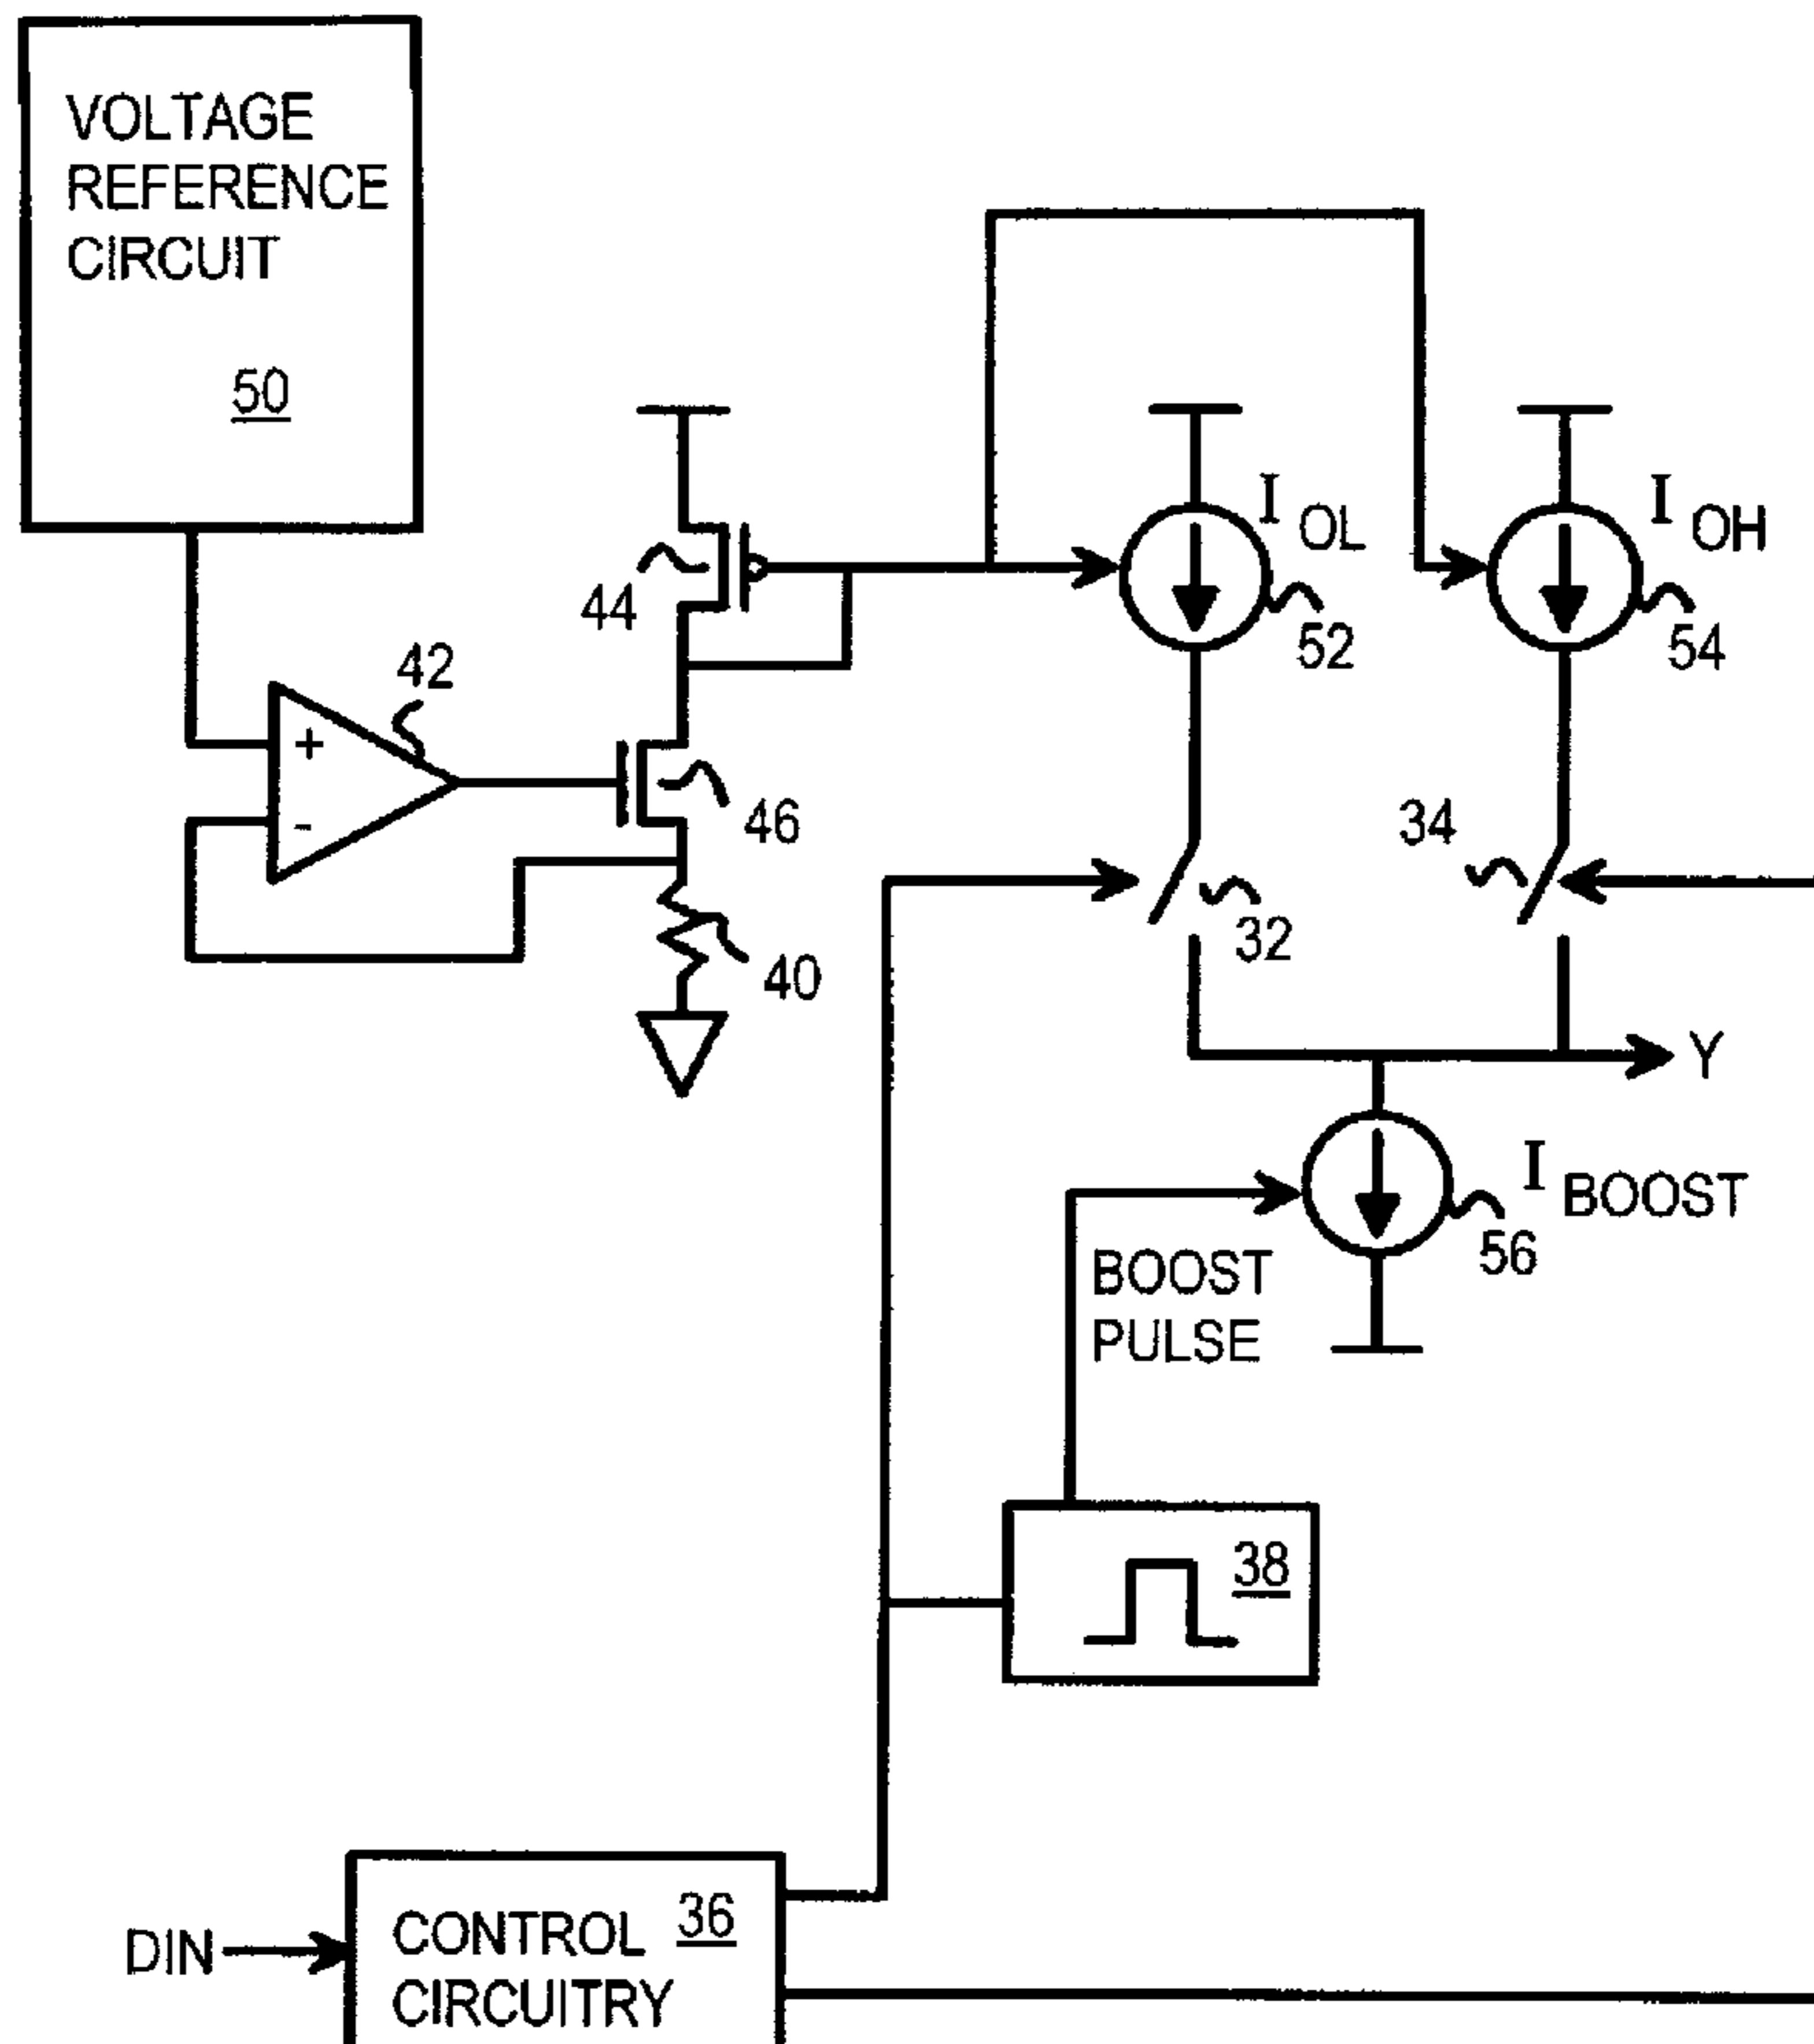 VOLTAGE
REFERENCE
CIRCUIT
50
I OL
I OH
44
52
54
42
+
-
46
34
32
40
Y
I BOOST
56
BOOST
PULSE
38
36
CONTROL
CIRCUITRY
DIN